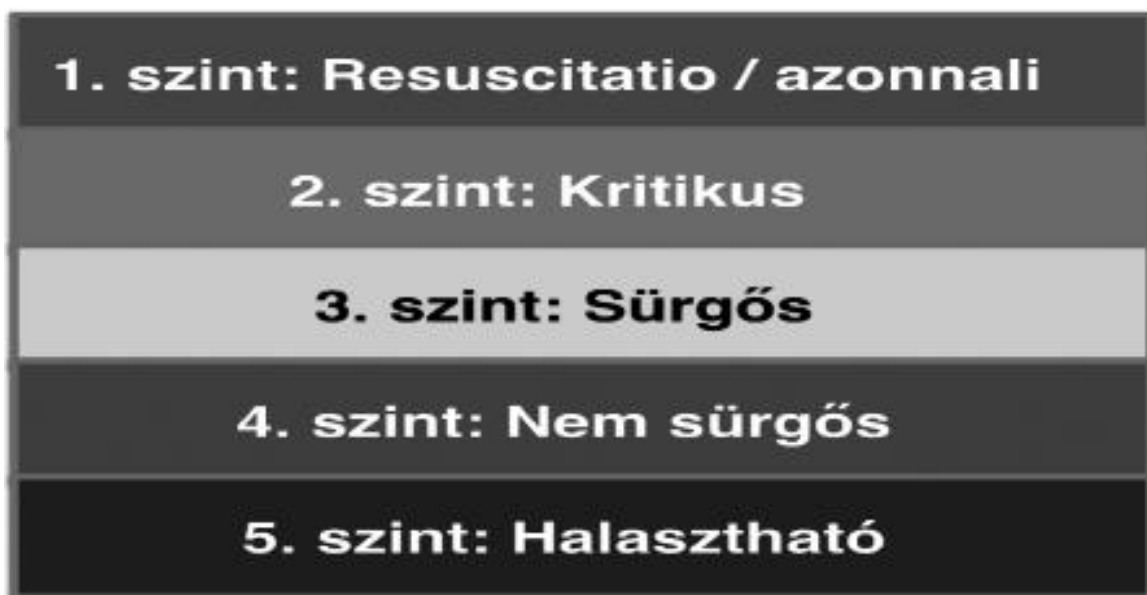 1. szint: Resuscitatio / azonnali
2. szint: Kritikus
3. szint: Sürgős
4. szint: Nem sürgős
5. szint: Halasztható